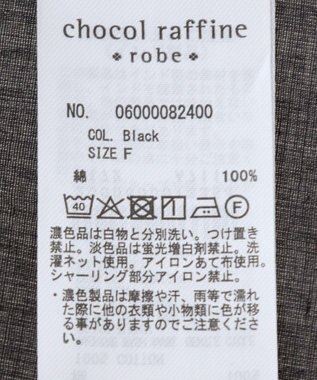 chocol raffine
robe
NO. 06000082400
COL. Black
SIZE F
綿 100%
40 F
濃色品は白物と分別洗い。つけ置き
禁止。淡色品は蛍光増白剤禁止。洗
濯ネット使用。アイロンあて布使用。
シャーリング部分アイロン禁止。
・濃色製品は摩擦や汗、雨等で濡れ
た際に他の衣類や小物類に色が移
る事がありますのでご注意くださ
い。